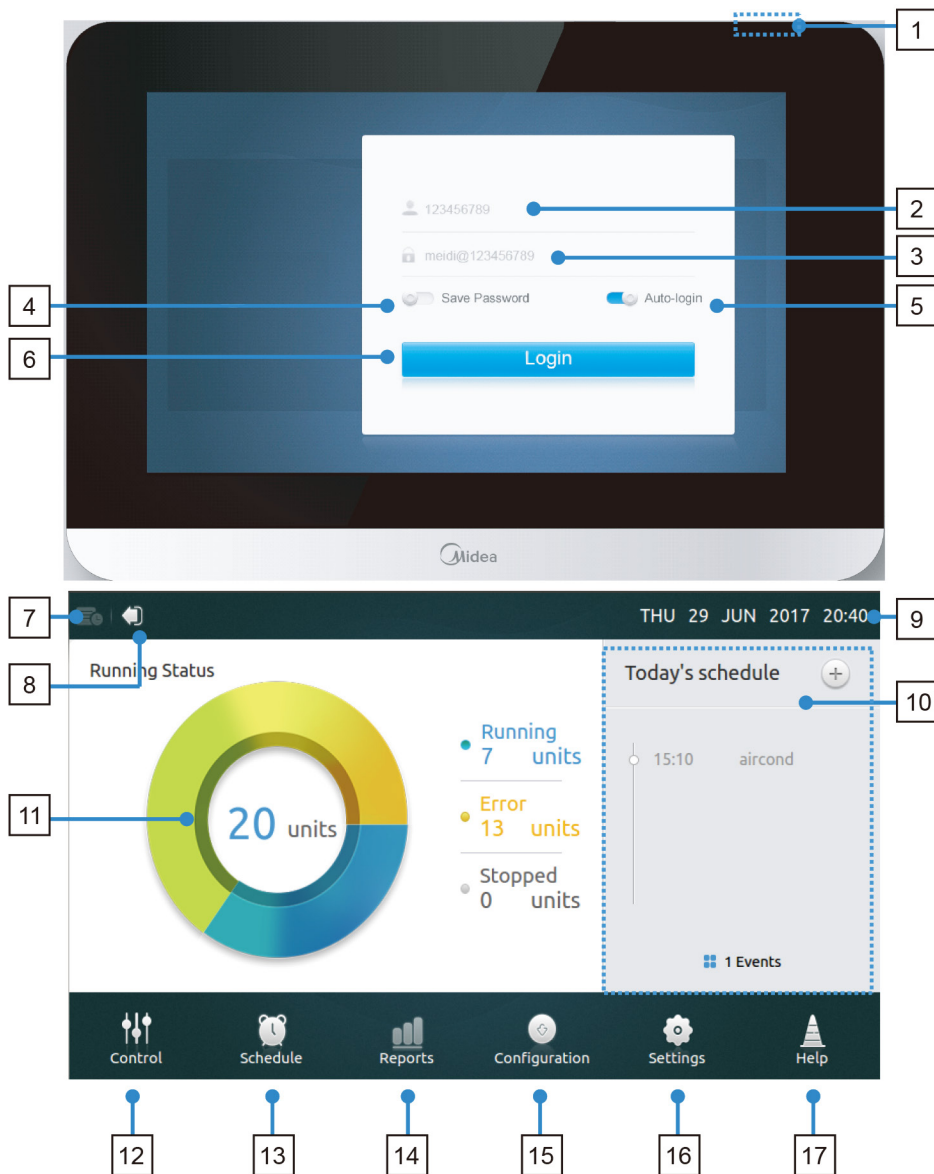 1
123456789
2
meidi@123456789
3
4
Save Password
Auto-login
5
6
Login
Midea
7
THU 29 JUN 2017 20:40
9
8
Running Status
Today's schedule
10
Running
7 units
15:10 aircond
11
20 units
Error
13 units
Stopped
0 units
1 Events
Control
Schedule
Reports
Configuration
Settings
Help
12
13
14
15
16
17